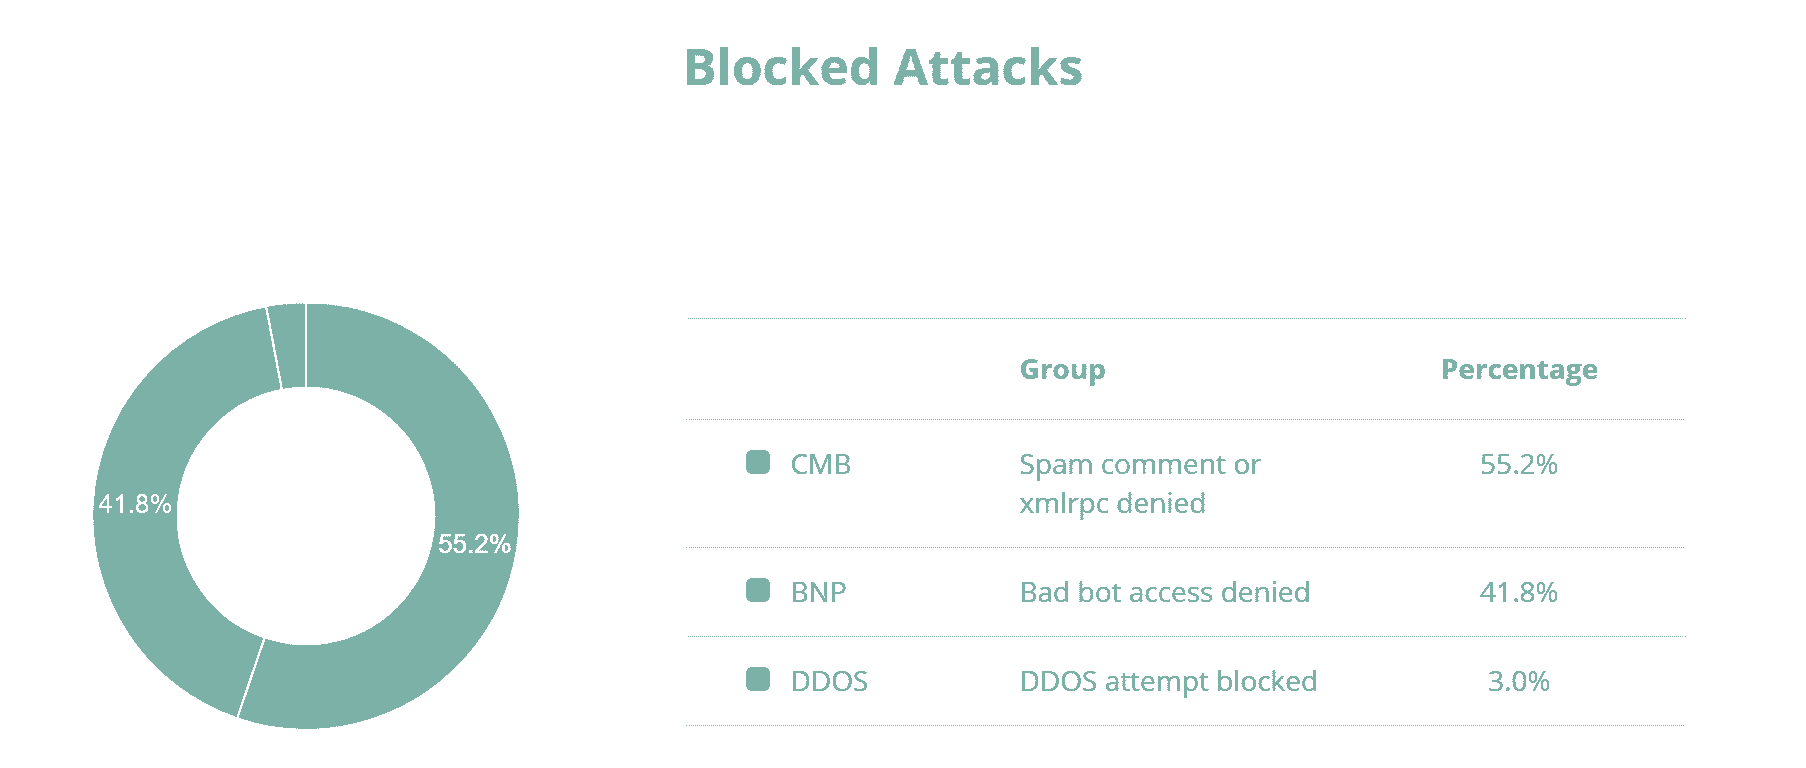 Blocked Attacks
Group Percentage
CMB Spam comment or 55.2%
xmlrpc denied
BNP Bad bot access denied 41.8%
DDOS DDOS attempt blocked 3.0%
41.8%
55.2%